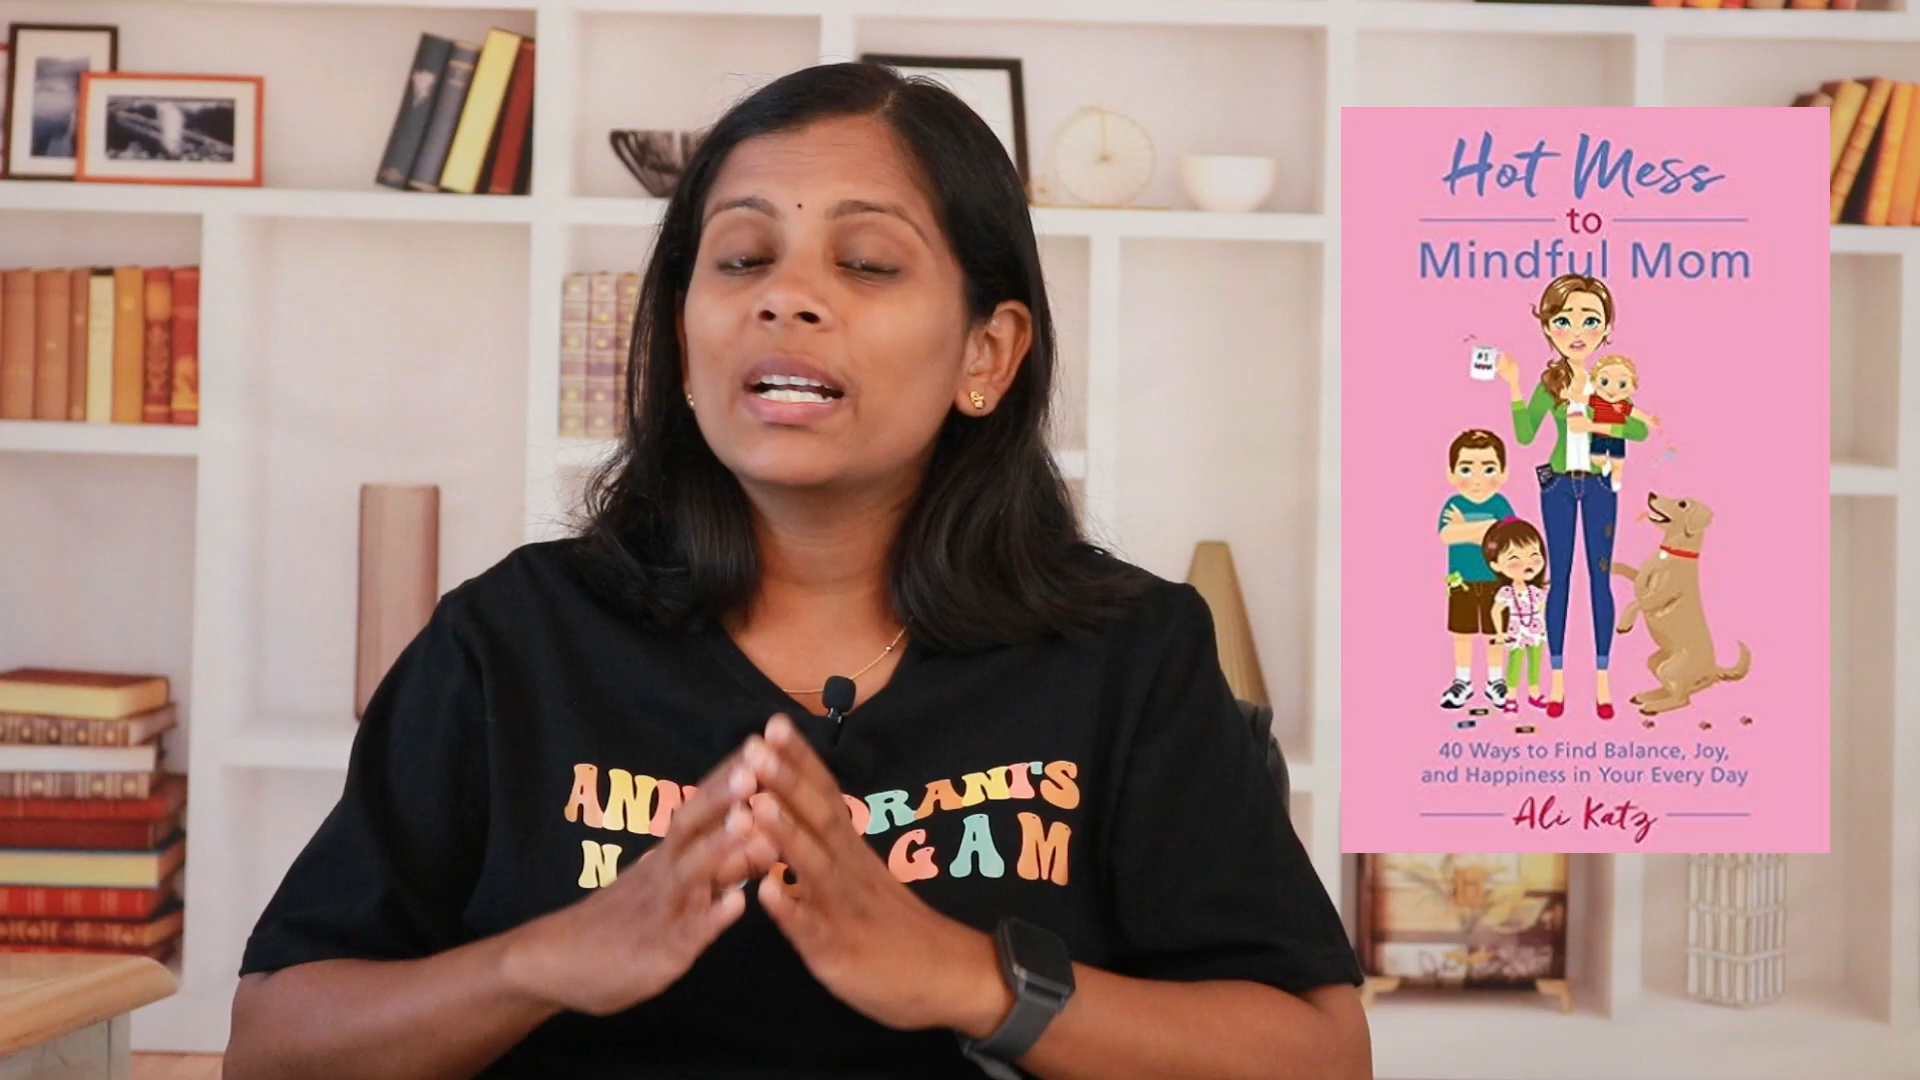 Hot Mess
to
Mindful Mom
#1
40 Ways to Find Balance, Joy,
and Happiness in Your Every Day
Ali Katz